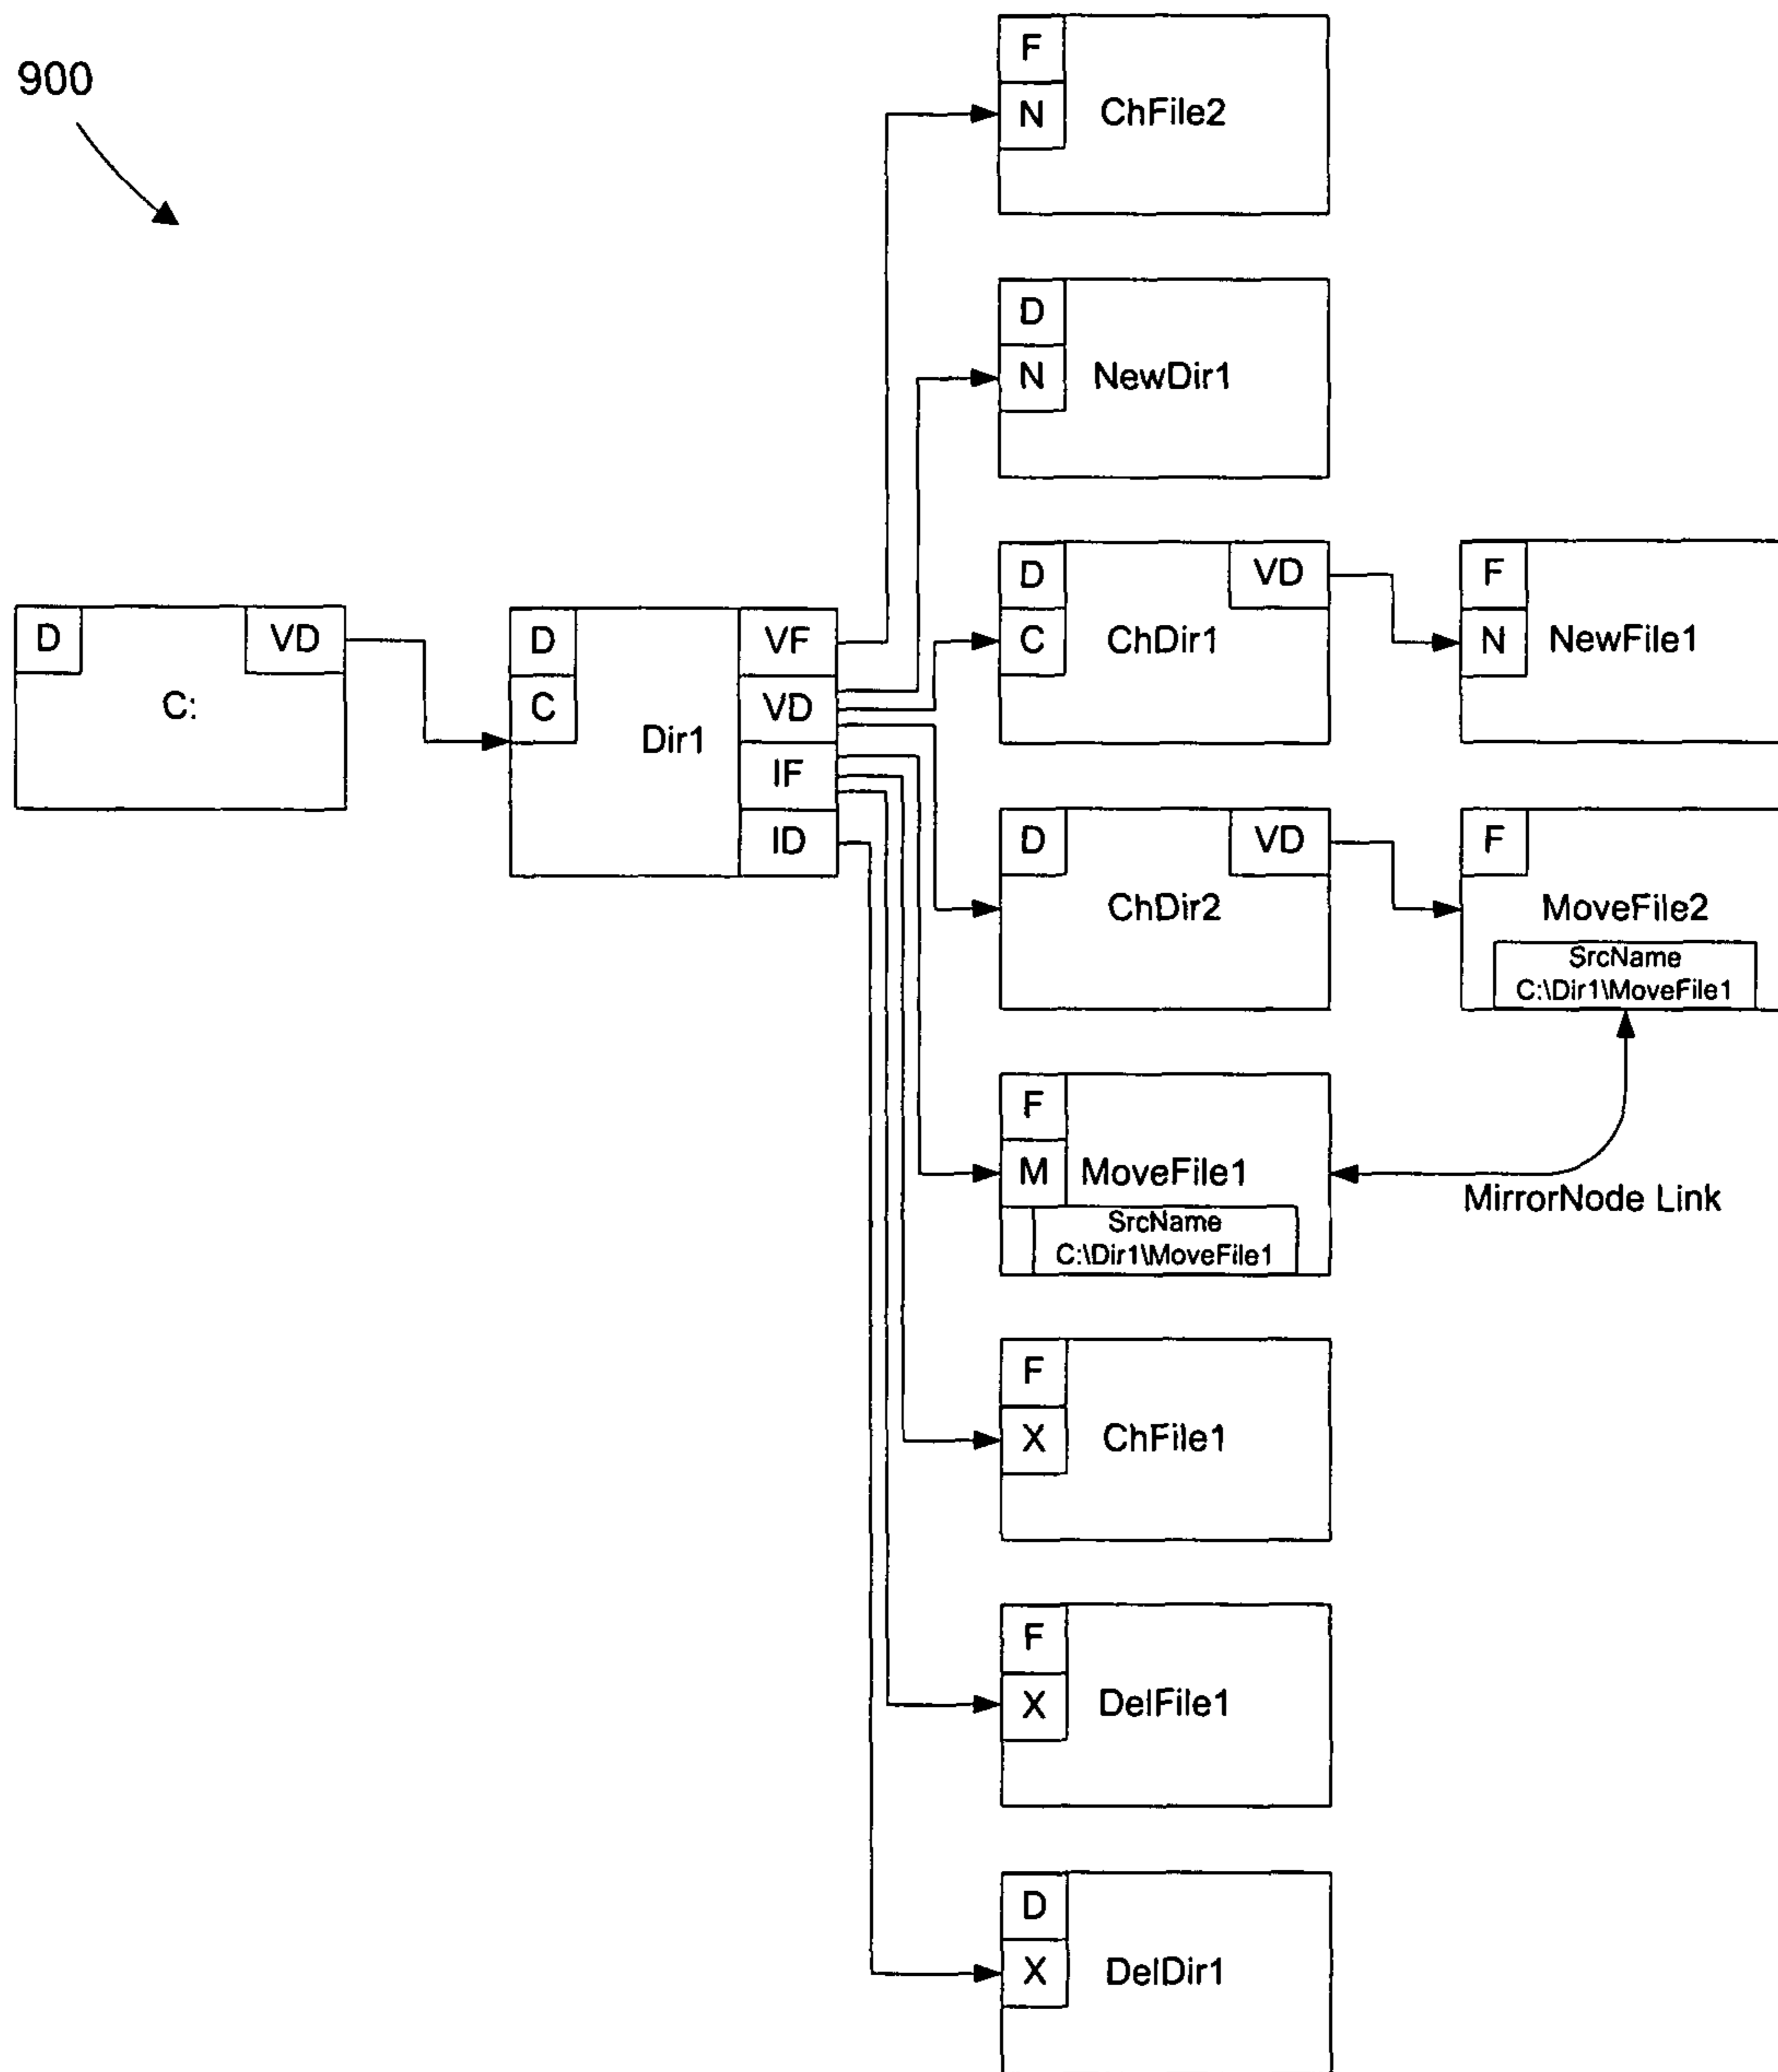 900
F
N
ChFile2
D
N
NewDir1
D
VD
C
ChDir1
F
N
NewFile1
D
VD
C:
D
C
Dir1
VF
VD
IF
ID
D
VD
ChDir2
F
MoveFile2
SrcName
C:\Dir1\MoveFile1
F
M
MoveFile1
SrcName
C:\Dir1\MoveFile1
MirrorNode Link
F
X
ChFile1
F
X
DelFile1
D
X
DelDir1